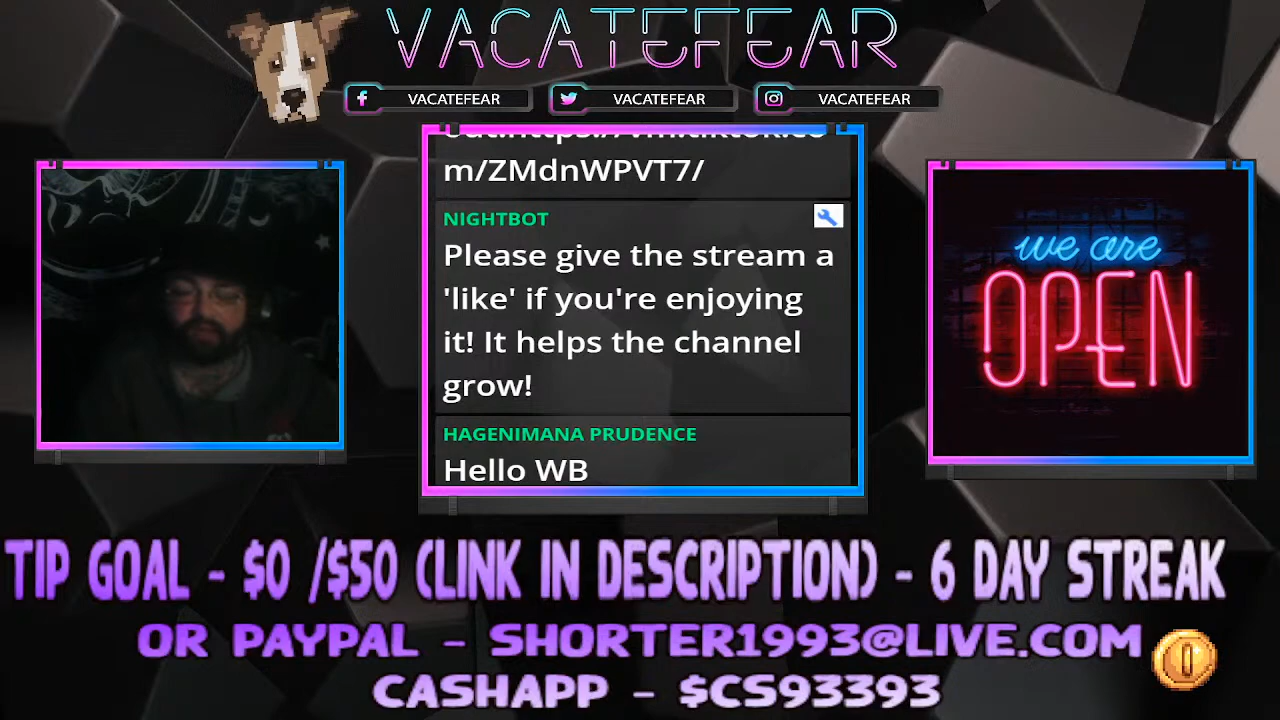 VACATEFEAR
VACATEFEAR VACATEFEAR VACATEFEAR
m/ZMdnWPVT7/
NIGHTBOT
Please give the stream a
'like' if you're enjoying
it! It helps the channel
grow!
HAGENIMANA PRUDENCE
Hello WB
we are
OPEN
TIP GOAL - $0 /$50 (LINK IN DESCRIPTION) - 6 DAY STREAK
OR PAYPAL - SHORTER1993@LIVE.COM
CASHAPP - $CS93393